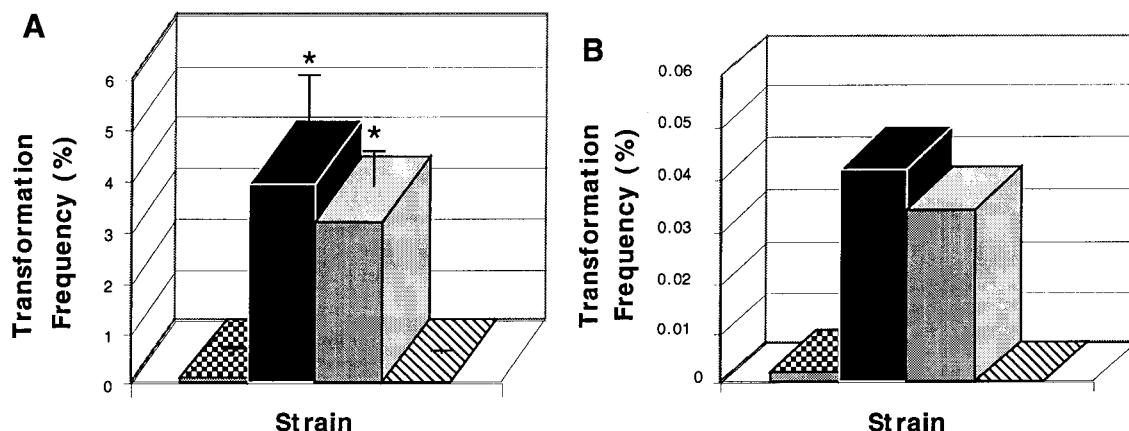 A
*
*
6
5
4
3
2
1
0
Transformation
Frequency (%)
Strain
B
0.06
0.05
0.04
0.03
0.02
0.01
0
Transformation
Frequency (%)
Strain